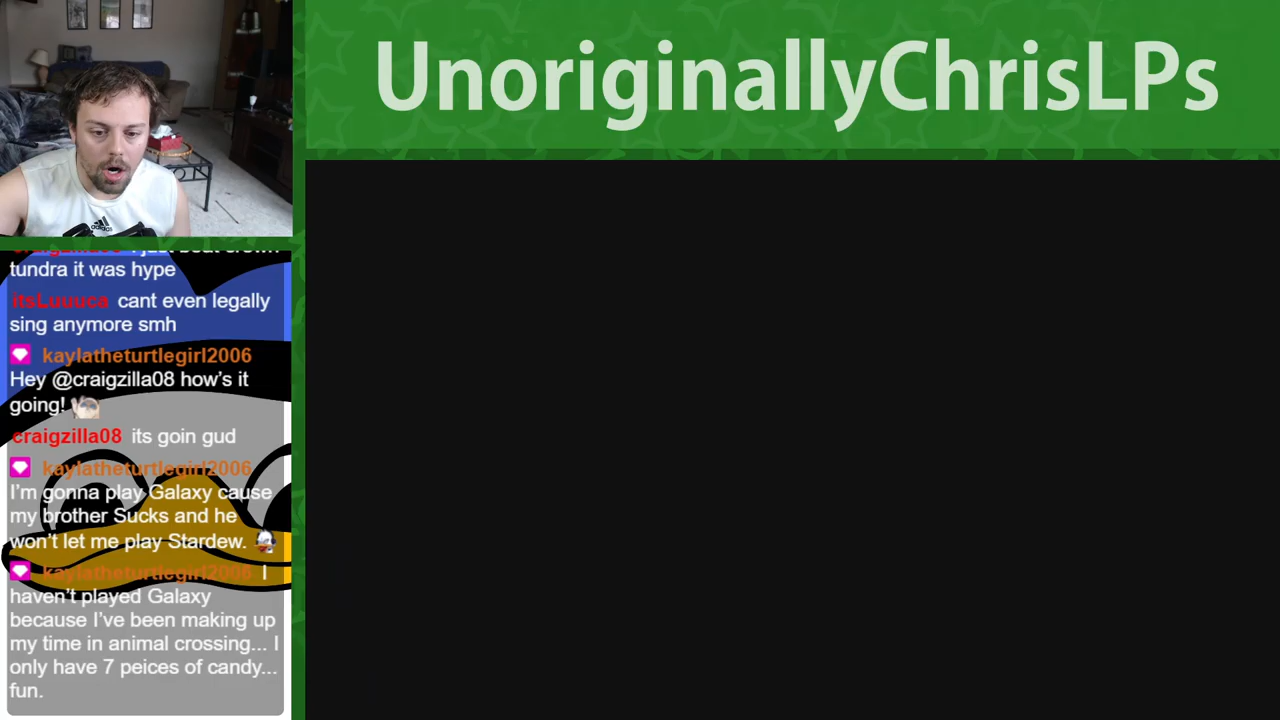 UnoriginallyChrisLPs
adidas
tundra it was hype
itsLuuuca cant even legally
sing anymore smh
kaylatheturtlegirl2006
Hey @craigzilla08 how's it
going!
craigzilla08 its goin gud
kaylatheturtlegirl2006
I'm gonna play Galaxy cause
my brother Sucks and he
won't let me play Stardew.
kaylatheturtlegirl2006 I
haven't played Galaxy
because I've been making up
my time in animal crossing... I
only have 7 peices of candy...
fun.